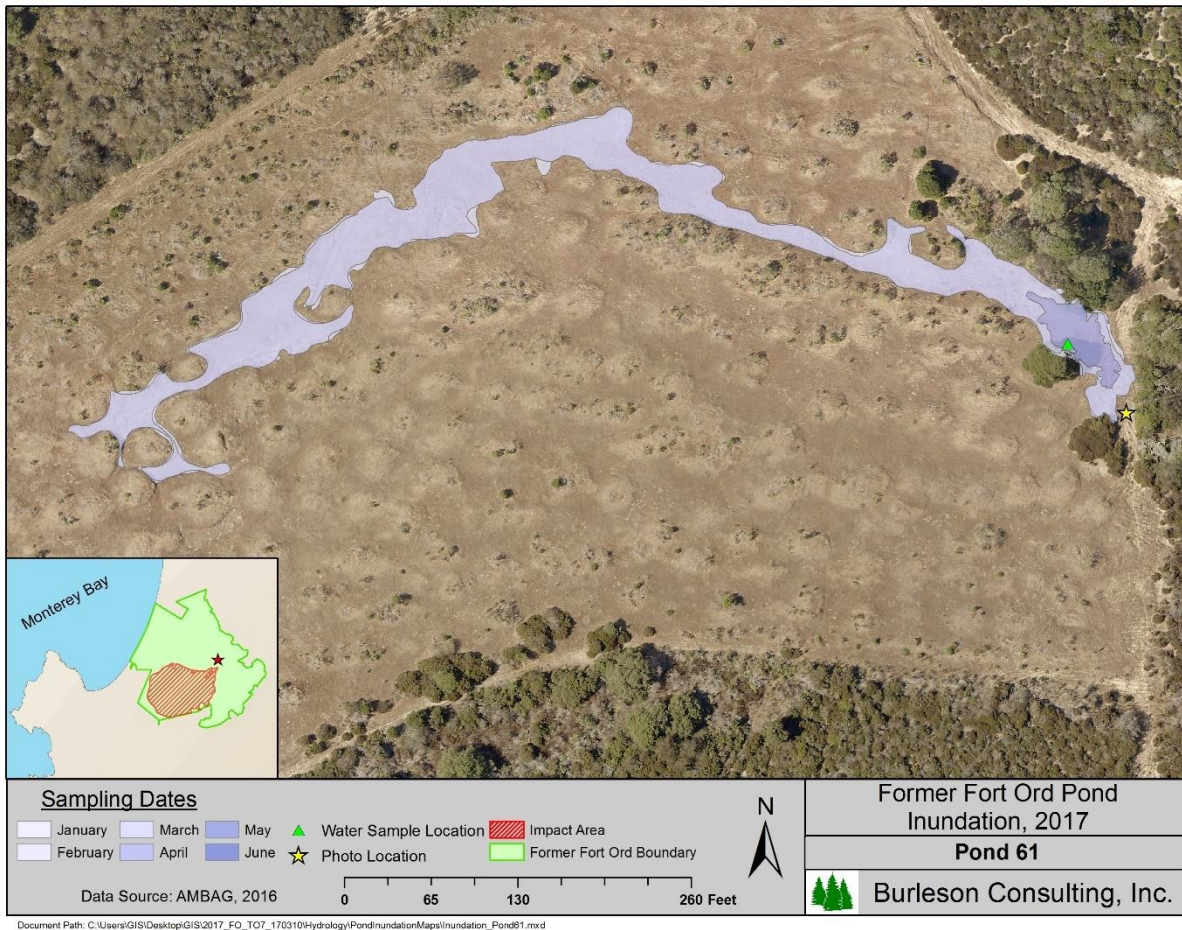 Monterey Bay
Sampling Dates
January
March
May
Water Sample Location
Impact Area
February
April
June
Photo Location
Former Fort Ord Boundary
Data Source: AMBAG, 2016
0 65 130 260 Feet
N
Former Fort Ord Pond
Inundation, 2017
Pond 61
Burleson Consulting, Inc.
Document Path: C:\Users\GIS\Desktop\GIS\2017_FO_TO7_170310\Hydrology\PondInundationMaps\Inundation_Pond61.mxd